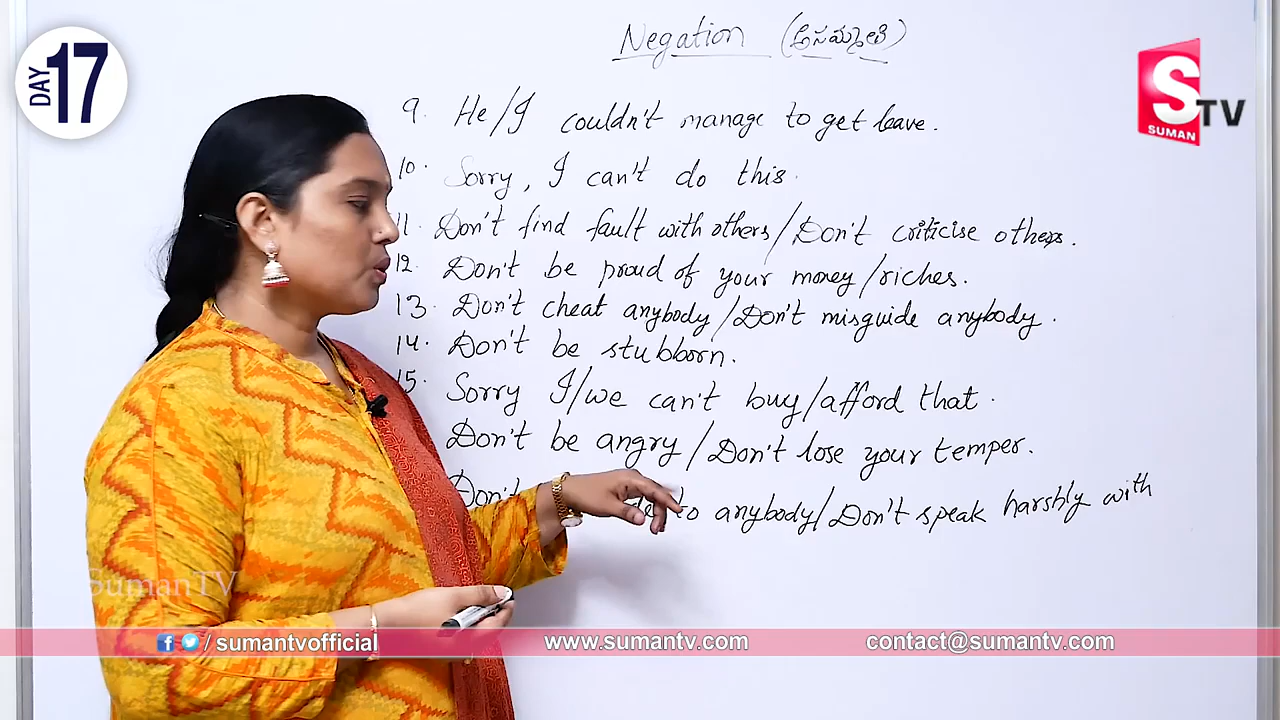 DAY 17
Negation (అసమ్మతి)
S TV
SUMAN
9. He/I couldn't manage to get leave.
10. Sorry, I can't do this.
11. Don't find fault with others/Don't criticise others.
12. Don't be proud of your money/riches.
13. Don't cheat anybody/Don't misguide anybody.
14. Don't be stubborn.
15. Sorry I/we can't buy/afford that.
Don't be angry/Don't lose your temper.
Don't to anybody/Don't speak harshly with
SumanTV
/sumantvofficial www.sumantv.com contact@sumantv.com